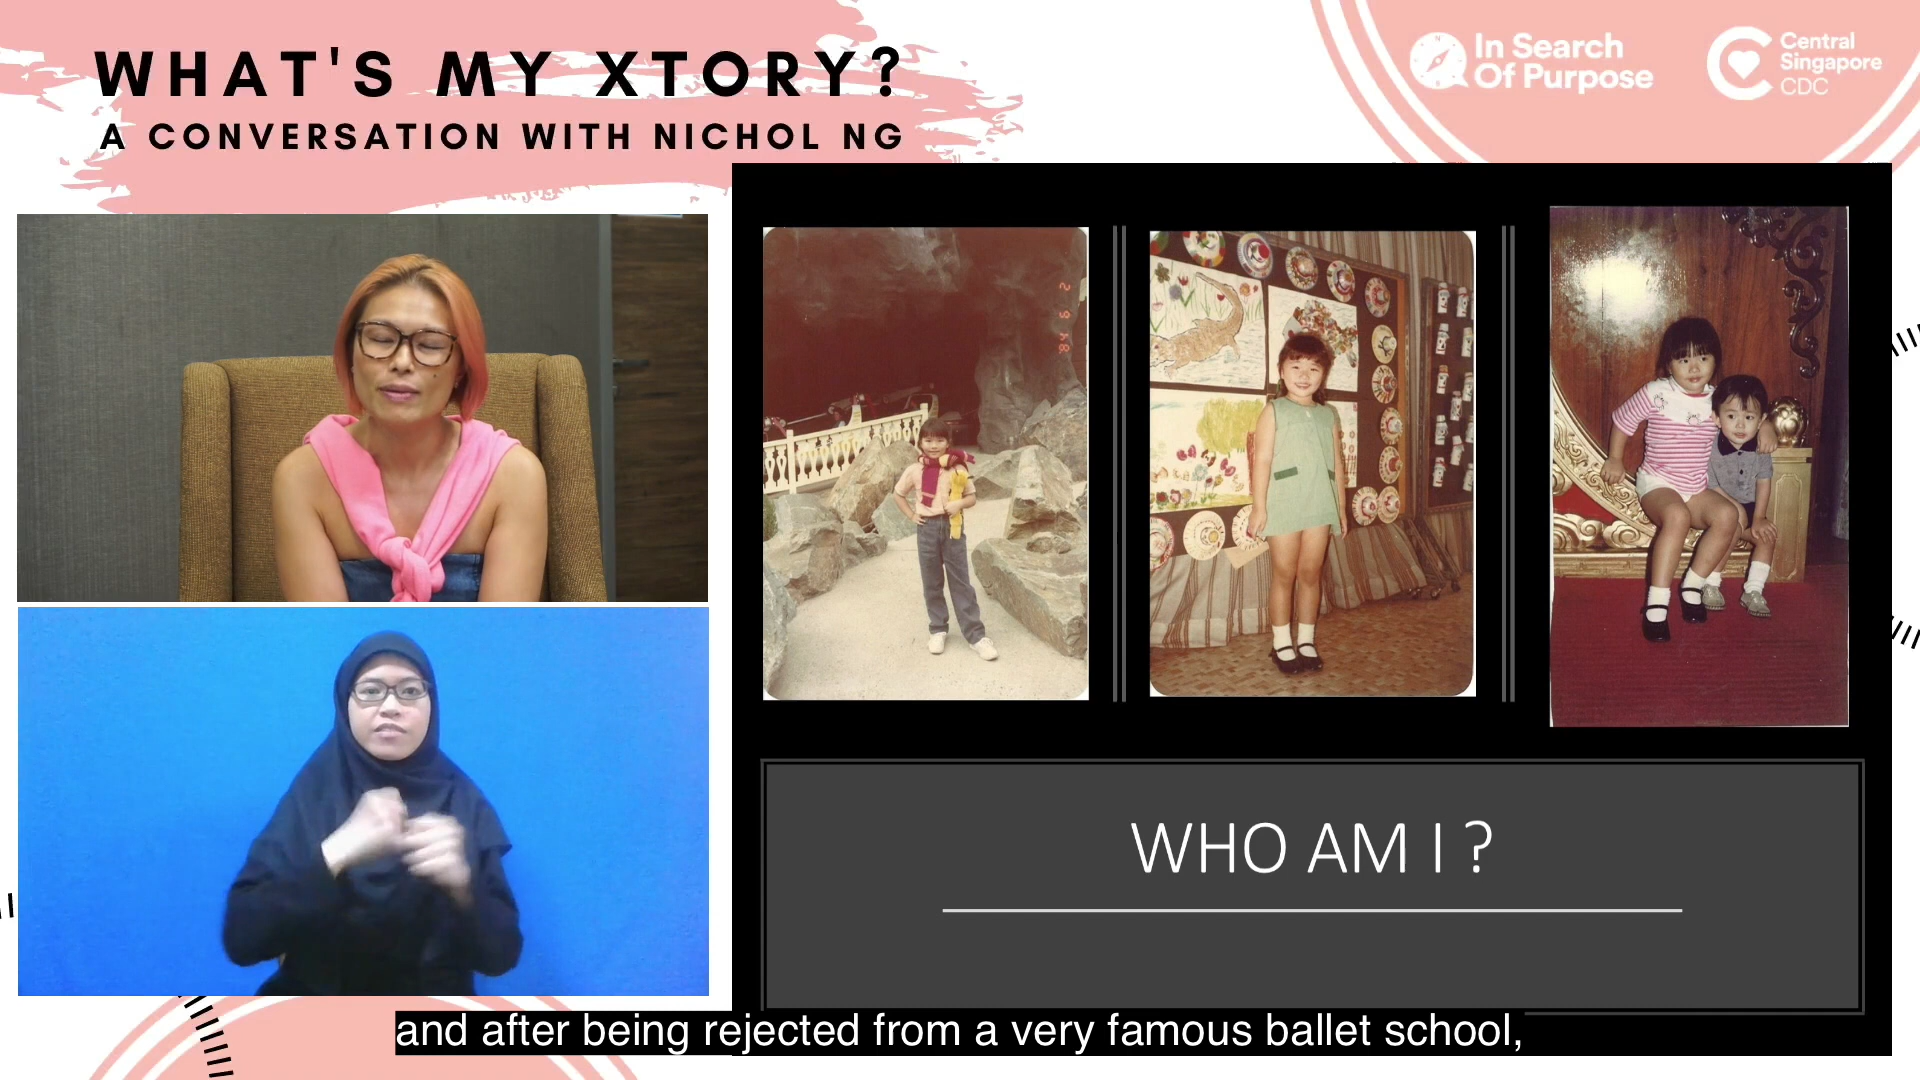 WHAT'S MY XTORY?
A CONVERSATION WITH NICHOL NG
In Search
Of Purpose
Central
Singapore
CDC
WHO AM I ?
and after being rejected from a very famous ballet school,